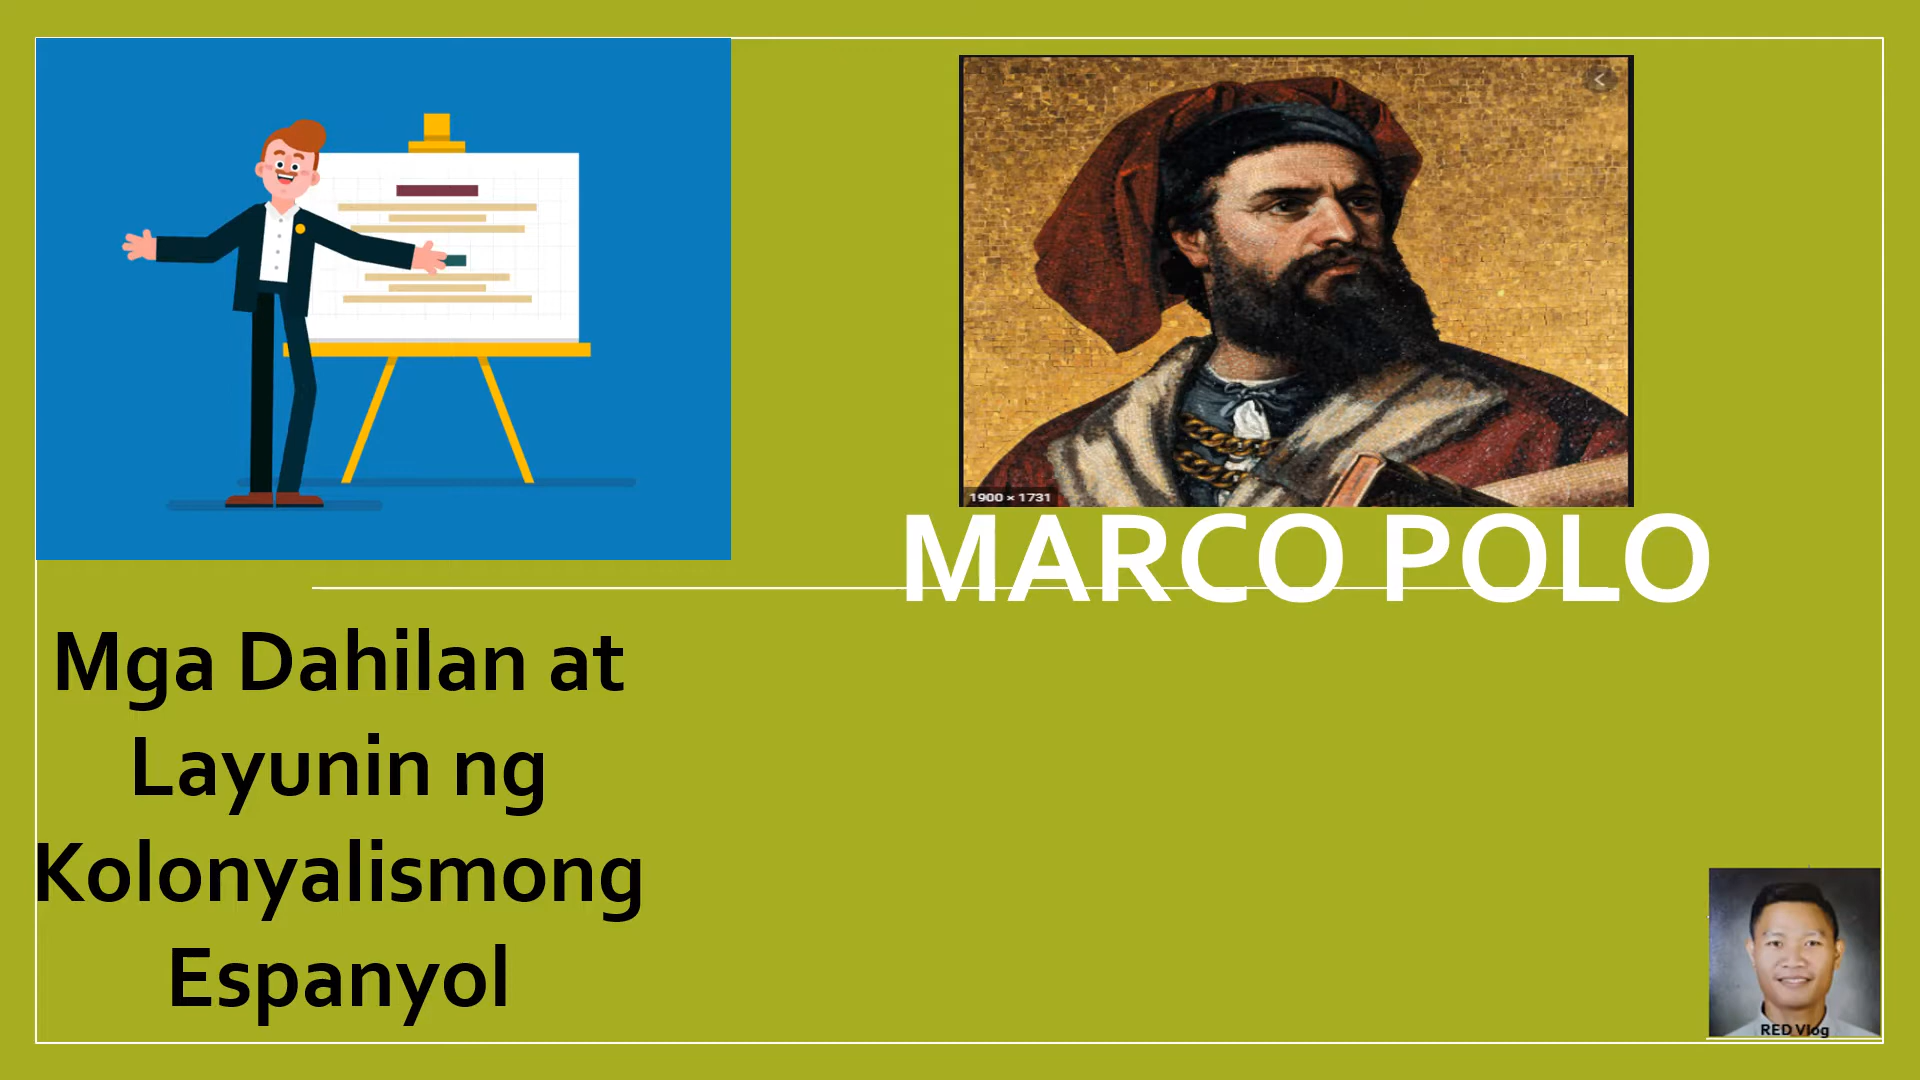 1900 × 1731
MARCO POLO
Mga Dahilan at
Layunin ng
Kolonyalismong
Espanyol
RED Vlog